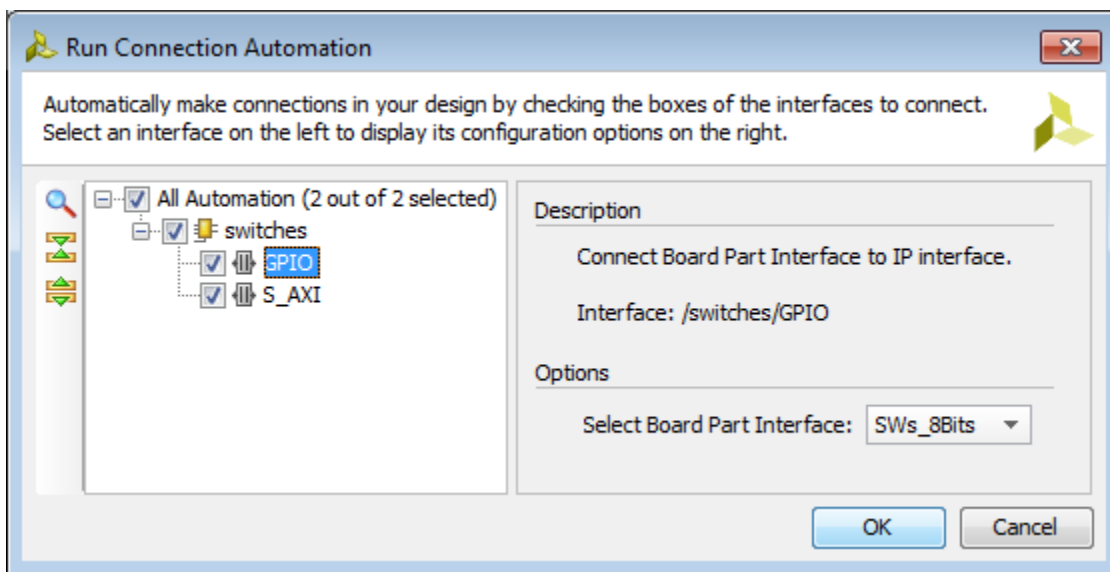 Run Connection Automation
Automatically make connections in your design by checking the boxes of the interfaces to connect.
Select an interface on the left to display its configuration options on the right.
All Automation (2 out of 2 selected)
switches
GPIO
S_AXI
Description
Connect Board Part Interface to IP interface.
Interface: /switches/GPIO
Options
Select Board Part Interface: SWs_8Bits
OK Cancel